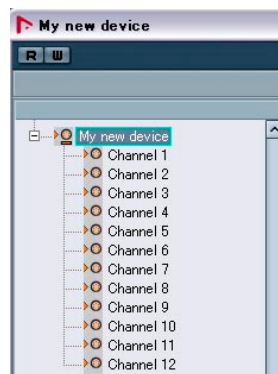 My new device
R W
My new device
Channel 1
Channel 2
Channel 3
Channel 4
Channel 5
Channel 6
Channel 7
Channel 8
Channel 9
Channel 10
Channel 11
Channel 12